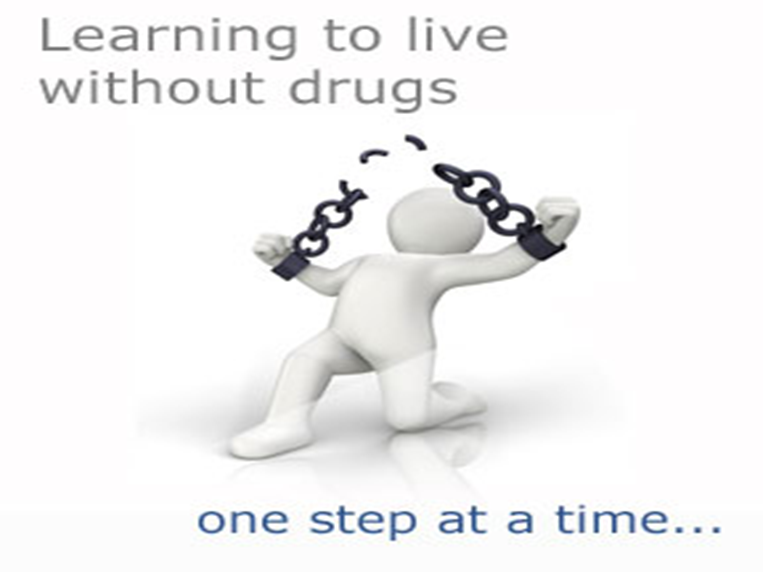 Learning to live
without drugs
one step at a time...